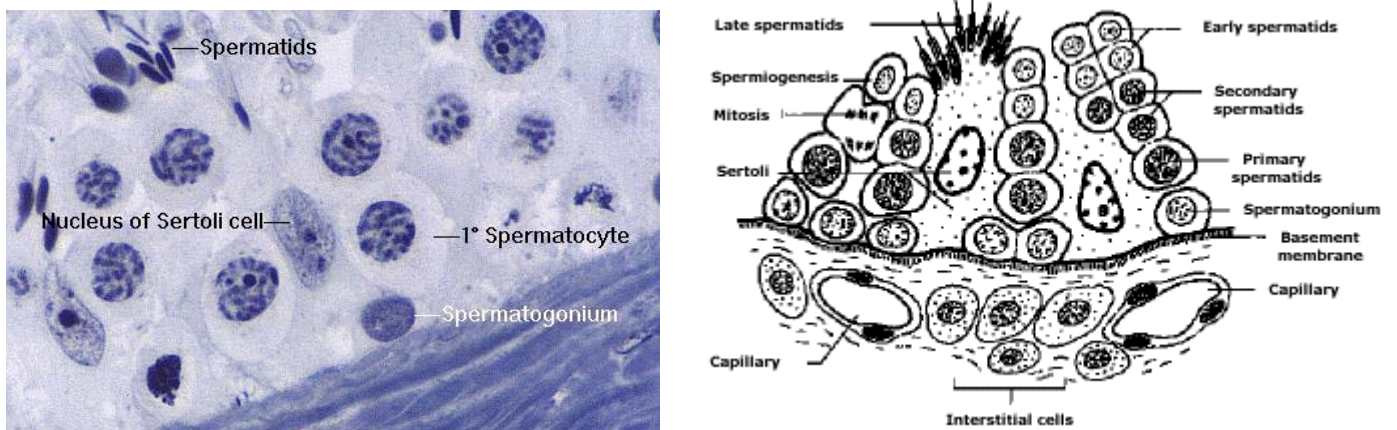 Spermatids
Nucleus of Sertoli cell
1° Spermatocyte
Spermatogonium
Late spermatids
Spermiogenesis
Mitosis
Sertoli
Capillary
Early spermatids
Secondary
spermatids
Primary
spermatids
Spermatogonium
Basement
membrane
Capillary
Interstitial cells